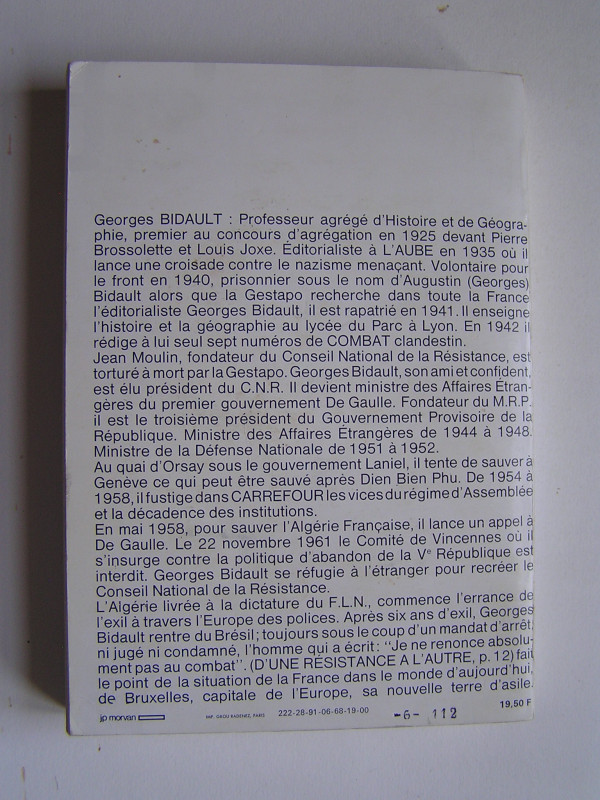 Georges BIDAULT : Professeur agrégé d'Histoire et de Géogra-
phie, premier au concours d'agrégation en 1925 devant Pierre
Brossolette et Louis Joxe. Éditorialiste à L'AUBE en 1935 où il
lance une croisade contre le nazisme menaçant. Volontaire pour
le front en 1940, prisonnier sous le nom d'Augustin (Georges)
Bidault alors que la Gestapo recherche dans toute la France
l'éditorialiste Georges Bidault, il est rapatrié en 1941. Il enseigne
l'histoire et la géographie au lycée du Parc à Lyon. En 1942 il
rédige à lui seul sept numéros de COMBAT clandestin.
Jean Moulin, fondateur du Conseil National de la Résistance, est
torturé à mort par la Gestapo. Georges Bidault, son ami et confident,
est élu président du C.N.R. Il devient ministre des Affaires Étran-
gères du premier gouvernement De Gaulle. Fondateur du M.R.P.
il est le troisième président du Gouvernement Provisoire de la
République. Ministre des Affaires Étrangères de 1944 à 1948.
Ministre de la Défense Nationale de 1951 à 1952.
Au quai d'Orsay sous le gouvernement Laniel, il tente de sauver à
Genève ce qui peut être sauvé après Dien Bien Phu. De 1954 à
1958, il fustige dans CARREFOUR les vices du régime d'Assemblée
et la décadence des institutions.
En mai 1958, pour sauver l'Algérie Française, il lance un appel à
De Gaulle. Le 22 novembre 1961 le Comité de Vincennes où il
s'insurge contre la politique d'abandon de la Ve République est
interdit. Georges Bidault se réfugie à l'étranger pour recréer le
Conseil National de la Résistance.
L'Algérie livrée à la dictature du F.L.N., commence l'errance de
l'exil à travers l'Europe des polices. Après six ans d'exil, Georges
Bidault rentre du Brésil; toujours sous le coup d'un mandat d'arrêt,
ni jugé ni condamné, l'homme qui a écrit: "Je ne renonce absolu-
ment pas au combat". (D'UNE RÉSISTANCE A L'AUTRE, p. 12) fait
le point de la situation de la France dans le monde d'aujourd'hui,
de Bruxelles, capitale de l'Europe, sa nouvelle terre d'asile.
19,50 F
jp morvan IMP. GROU-RADENEZ, PARIS 222-28-91-06-68-19-00 -6- 112